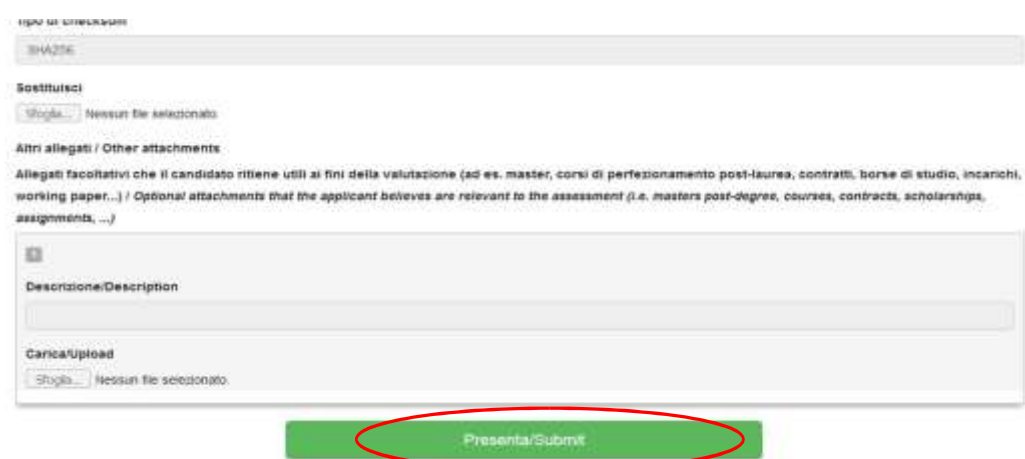 Tipo di checksum
SHA256
Sostituisci
Sfoglia... Nessun file selezionato.
Altri allegati / Other attachments
Allegati facoltativi che il candidato ritiene utili ai fini della valutazione (ad es. master, corsi di perfezionamento post-laurea, contratti, borse di studio, incarichi,
working paper...) / Optional attachments that the applicant believes are relevant to the assessment (i.e. masters post-degree, courses, contracts, scholarships,
assignments, ...)
Descrizione/Description
Carica/Upload
Sfoglia... Nessun file selezionato.
Presenta/Submit